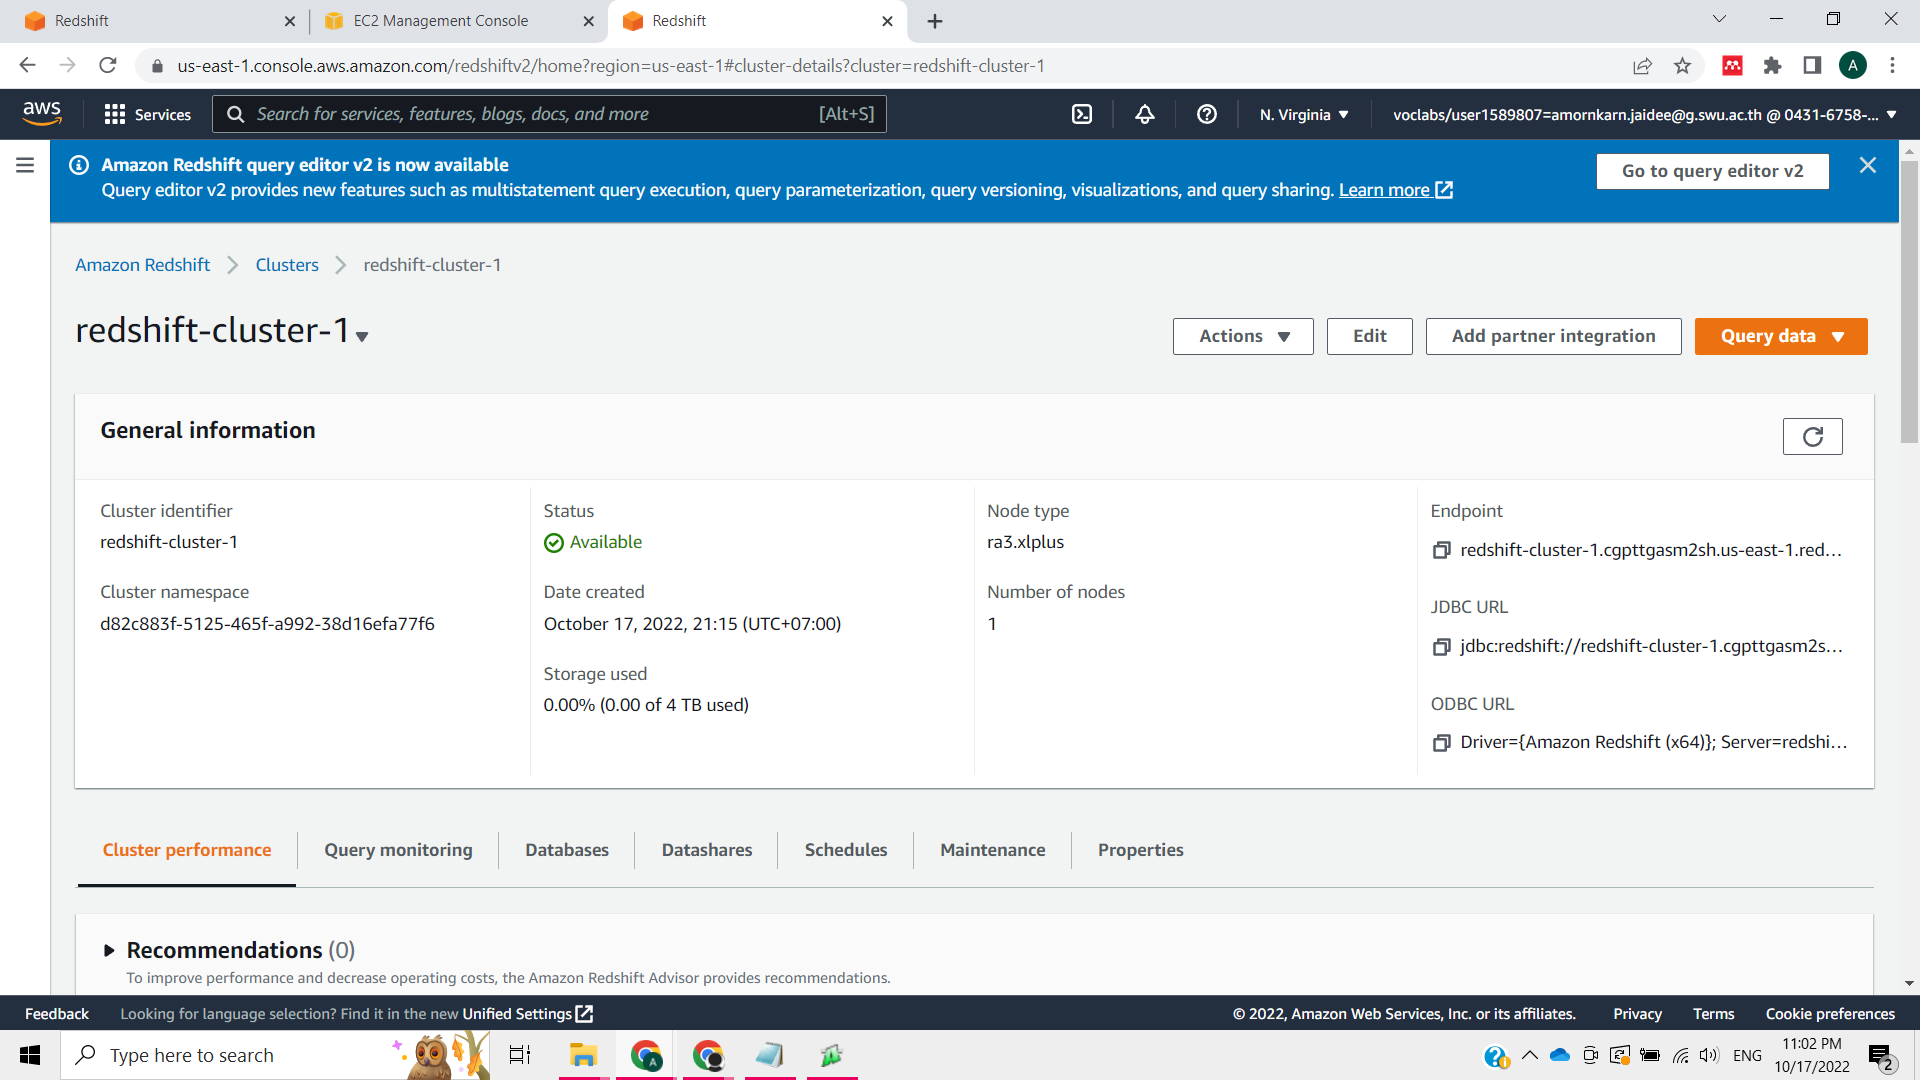 Redshift
EC2 Management Console
Redshift
us-east-1.console.aws.amazon.com/redshiftv2/home?region=us-east-1#cluster-details?cluster=redshift-cluster-1
A
aws
Services
Search for services, features, blogs, docs, and more
[Alt+S]
N. Virginia
voclabs/user1589807=amornkarn.jaidee@g.swu.ac.th @ 0431-6758-...
Amazon Redshift query editor v2 is now available
Query editor v2 provides new features such as multistatement query execution, query parameterization, query versioning, visualizations, and query sharing. Learn more
Go to query editor v2
Amazon Redshift
Clusters
redshift-cluster-1
redshift-cluster-1
Actions
Edit
Add partner integration
Query data
General information
Cluster identifier
redshift-cluster-1
Cluster namespace
d82c883f-5125-465f-a992-38d16efa77f6
Status
Available
Date created
October 17, 2022, 21:15 (UTC+07:00)
Storage used
0.00% (0.00 of 4 TB used)
Node type
ra3.xlplus
Number of nodes
1
Endpoint
redshift-cluster-1.cgpttgasm2sh.us-east-1.red...
JDBC URL
jdbc:redshift://redshift-cluster-1.cgpttgasm2s...
ODBC URL
Driver={Amazon Redshift (x64)}; Server=redshi...
Cluster performance
Query monitoring
Databases
Datashares
Schedules
Maintenance
Properties
Recommendations (0)
To improve performance and decrease operating costs, the Amazon Redshift Advisor provides recommendations.
Feedback
Looking for language selection? Find it in the new Unified Settings
© 2022, Amazon Web Services, Inc. or its affiliates.
Privacy
Terms
Cookie preferences
Type here to search
A
ENG
11:02 PM
10/17/2022
2